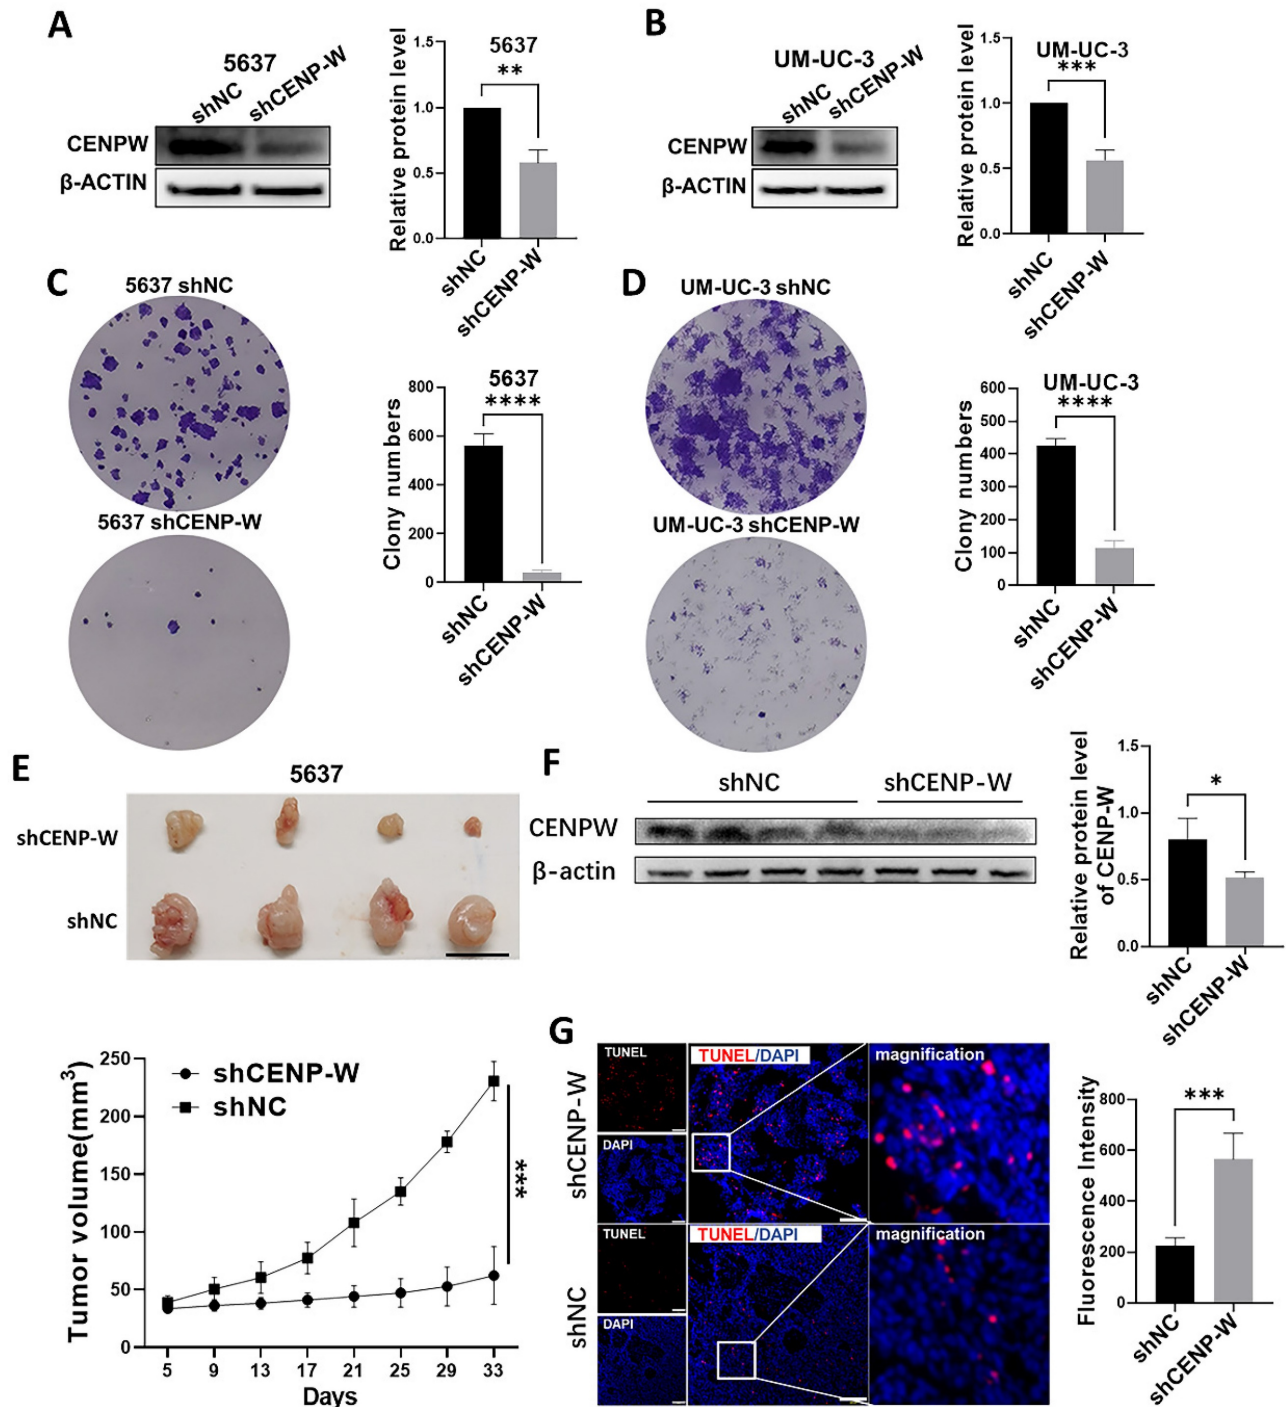 A
5637
shNC
shCENP-W
CENPW
β-ACTIN
Relative protein level
1.5
1.0
0.5
0.0
5637
**
shNC
shCENP-W
B
UM-UC-3
shNC
shCENP-W
CENPW
β-ACTIN
Relative protein level
1.5
1.0
0.5
0.0
UM-UC-3
***
shNC
shCENP-W
C
5637 shNC
5637 shCENP-W
Clony numbers
800
600
400
200
0
5637
****
shNC
shCENP-W
D
UM-UC-3 shNC
UM-UC-3 shCENP-W
Clony numbers
600
500
400
300
200
100
0
UM-UC-3
****
shNC
shCENP-W
E
5637
shCENP-W
shNC
Tumor volume(mm³)
250
200
150
100
50
0
shCENP-W
shNC
***
5 9 13 17 21 25 29 33
Days
F
shNC shCENP-W
CENPW
β-actin
Relative protein level
of CENP-W
1.5
1.0
0.5
0.0
*
shNC
shCENP-W
G
shCENP-W
TUNEL
DAPI
TUNEL/DAPI
magnification
shNC
TUNEL
DAPI
TUNEL/DAPI
magnification
Fluorescence Intensity
800
600
400
200
0
***
shNC
shCENP-W